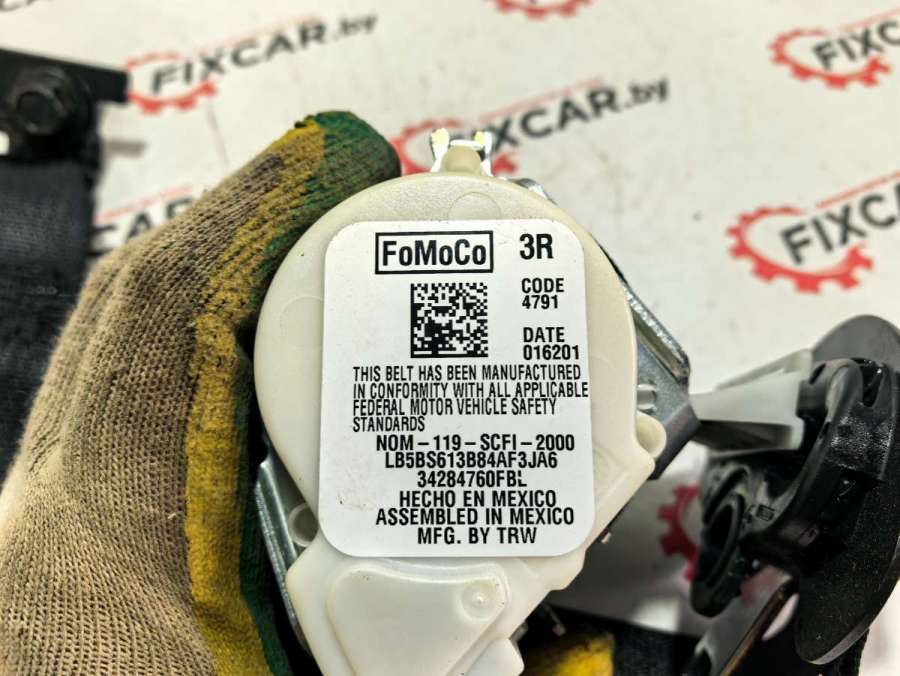 FIXCAR.by
FIXCAR.by
FIXCAR
FoMoCo 3R
CODE
4791
DATE
016201
THIS BELT HAS BEEN MANUFACTURED
IN CONFORMITY WITH ALL APPLICABLE
FEDERAL MOTOR VEHICLE SAFETY
STANDARDS
NOM-119-SCFI-2000
LB5BS613B84AF3JA6
34284760FBL
HECHO EN MEXICO
ASSEMBLED IN MEXICO
MFG. BY TRW